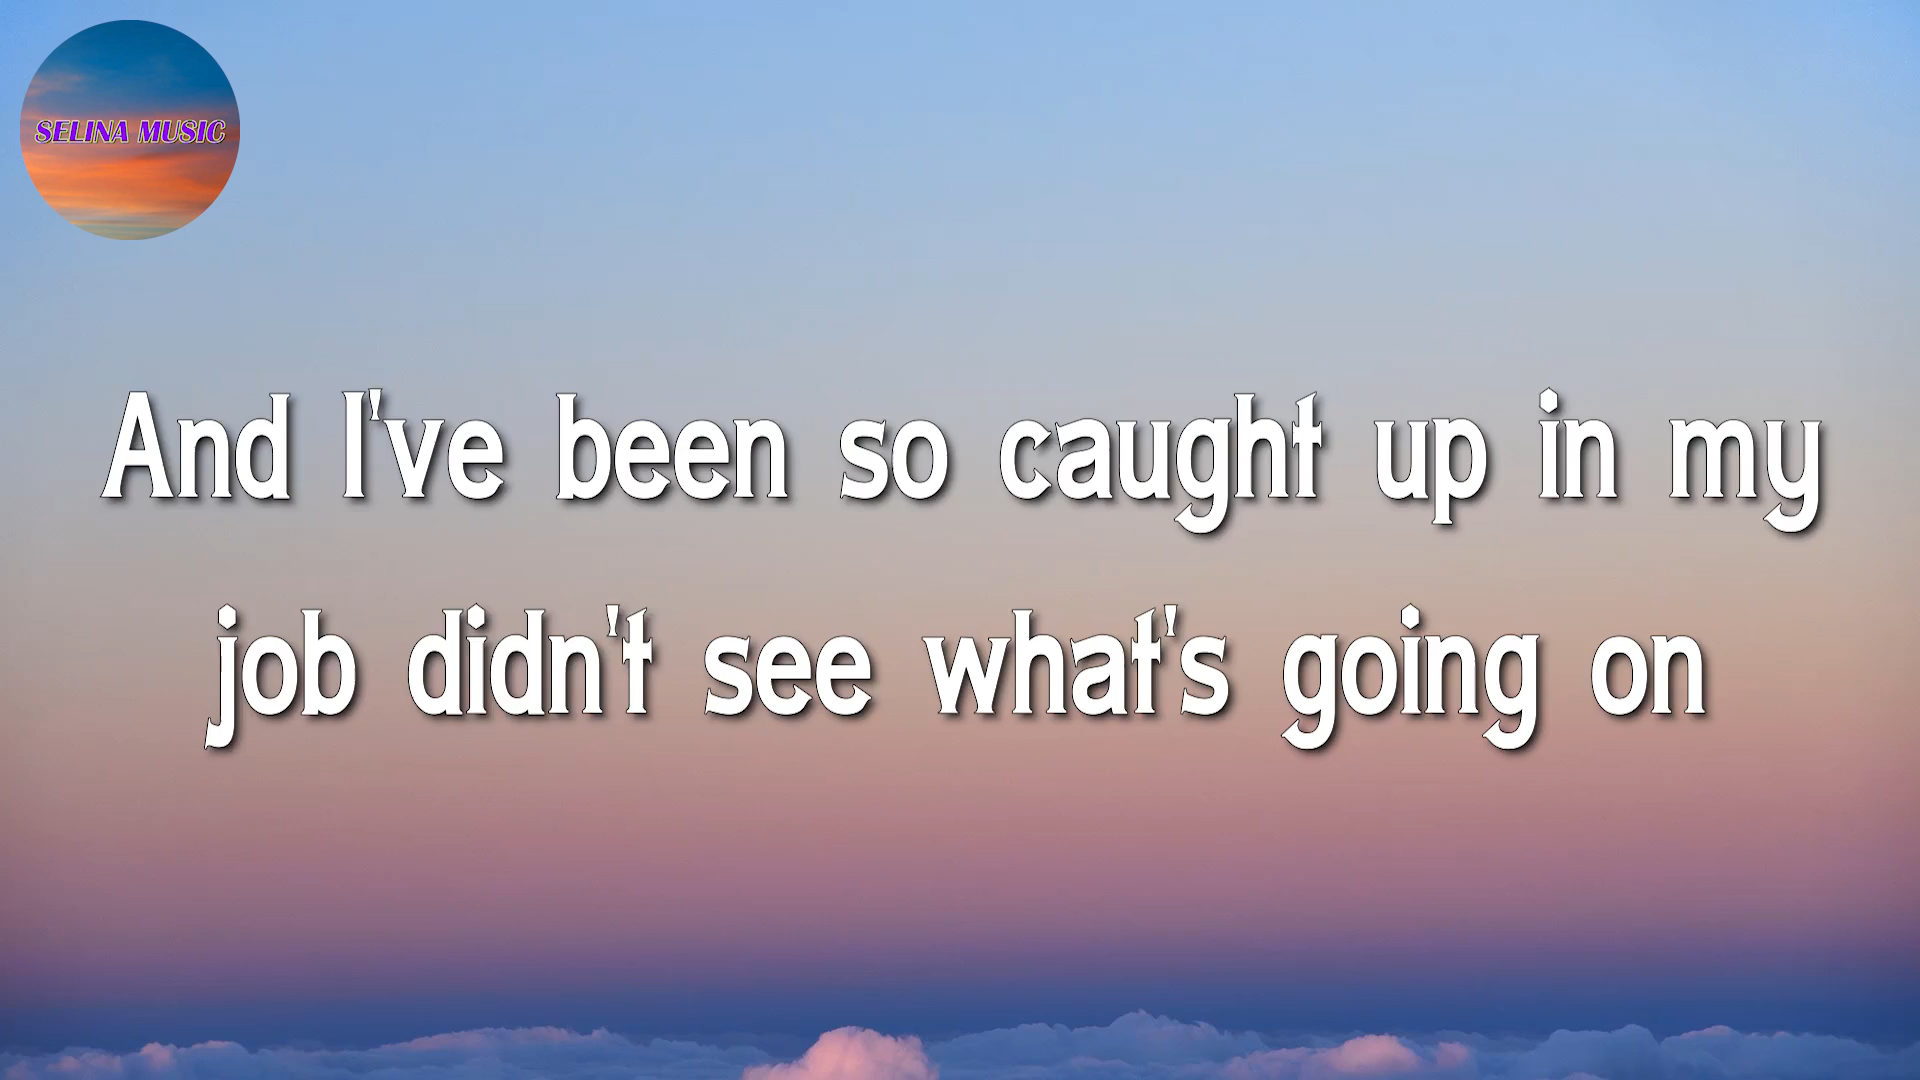 SELINA MUSIC
And I've been so caught up in my
job didn't see what's going on